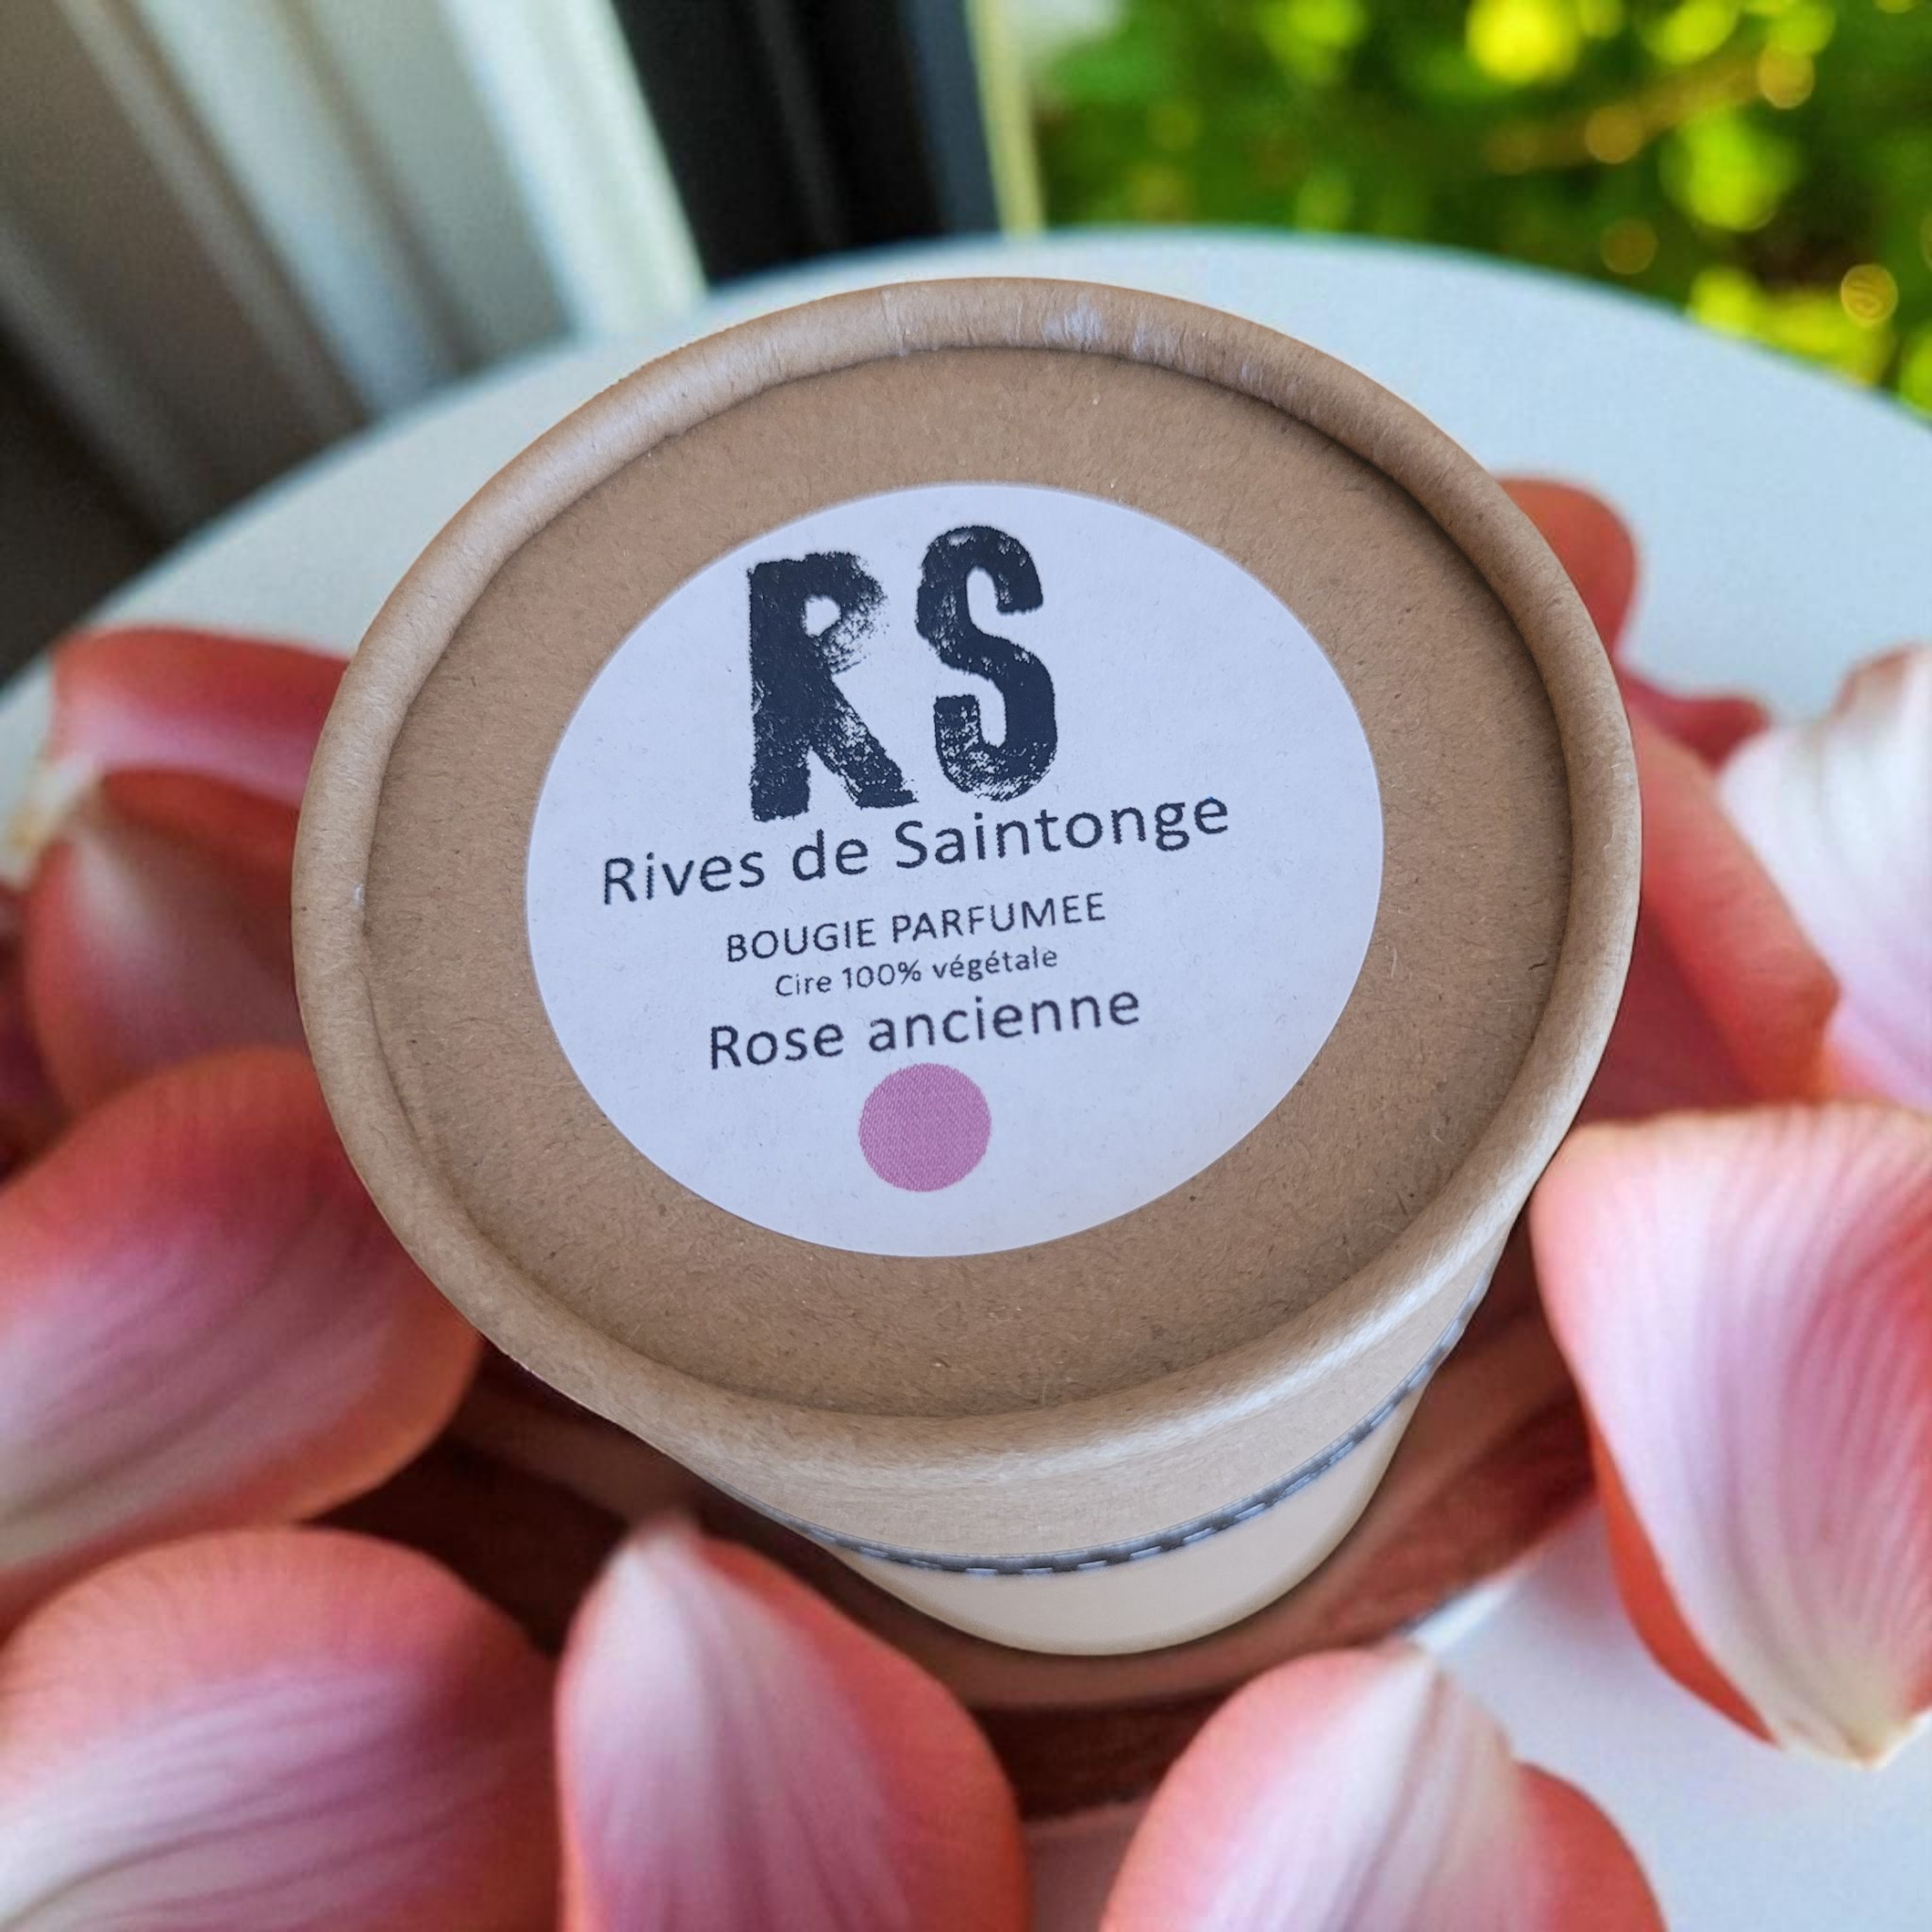 RS
Rives de Saintonge
BOUGIE PARFUMEE
Cire 100% végétale
Rose ancienne